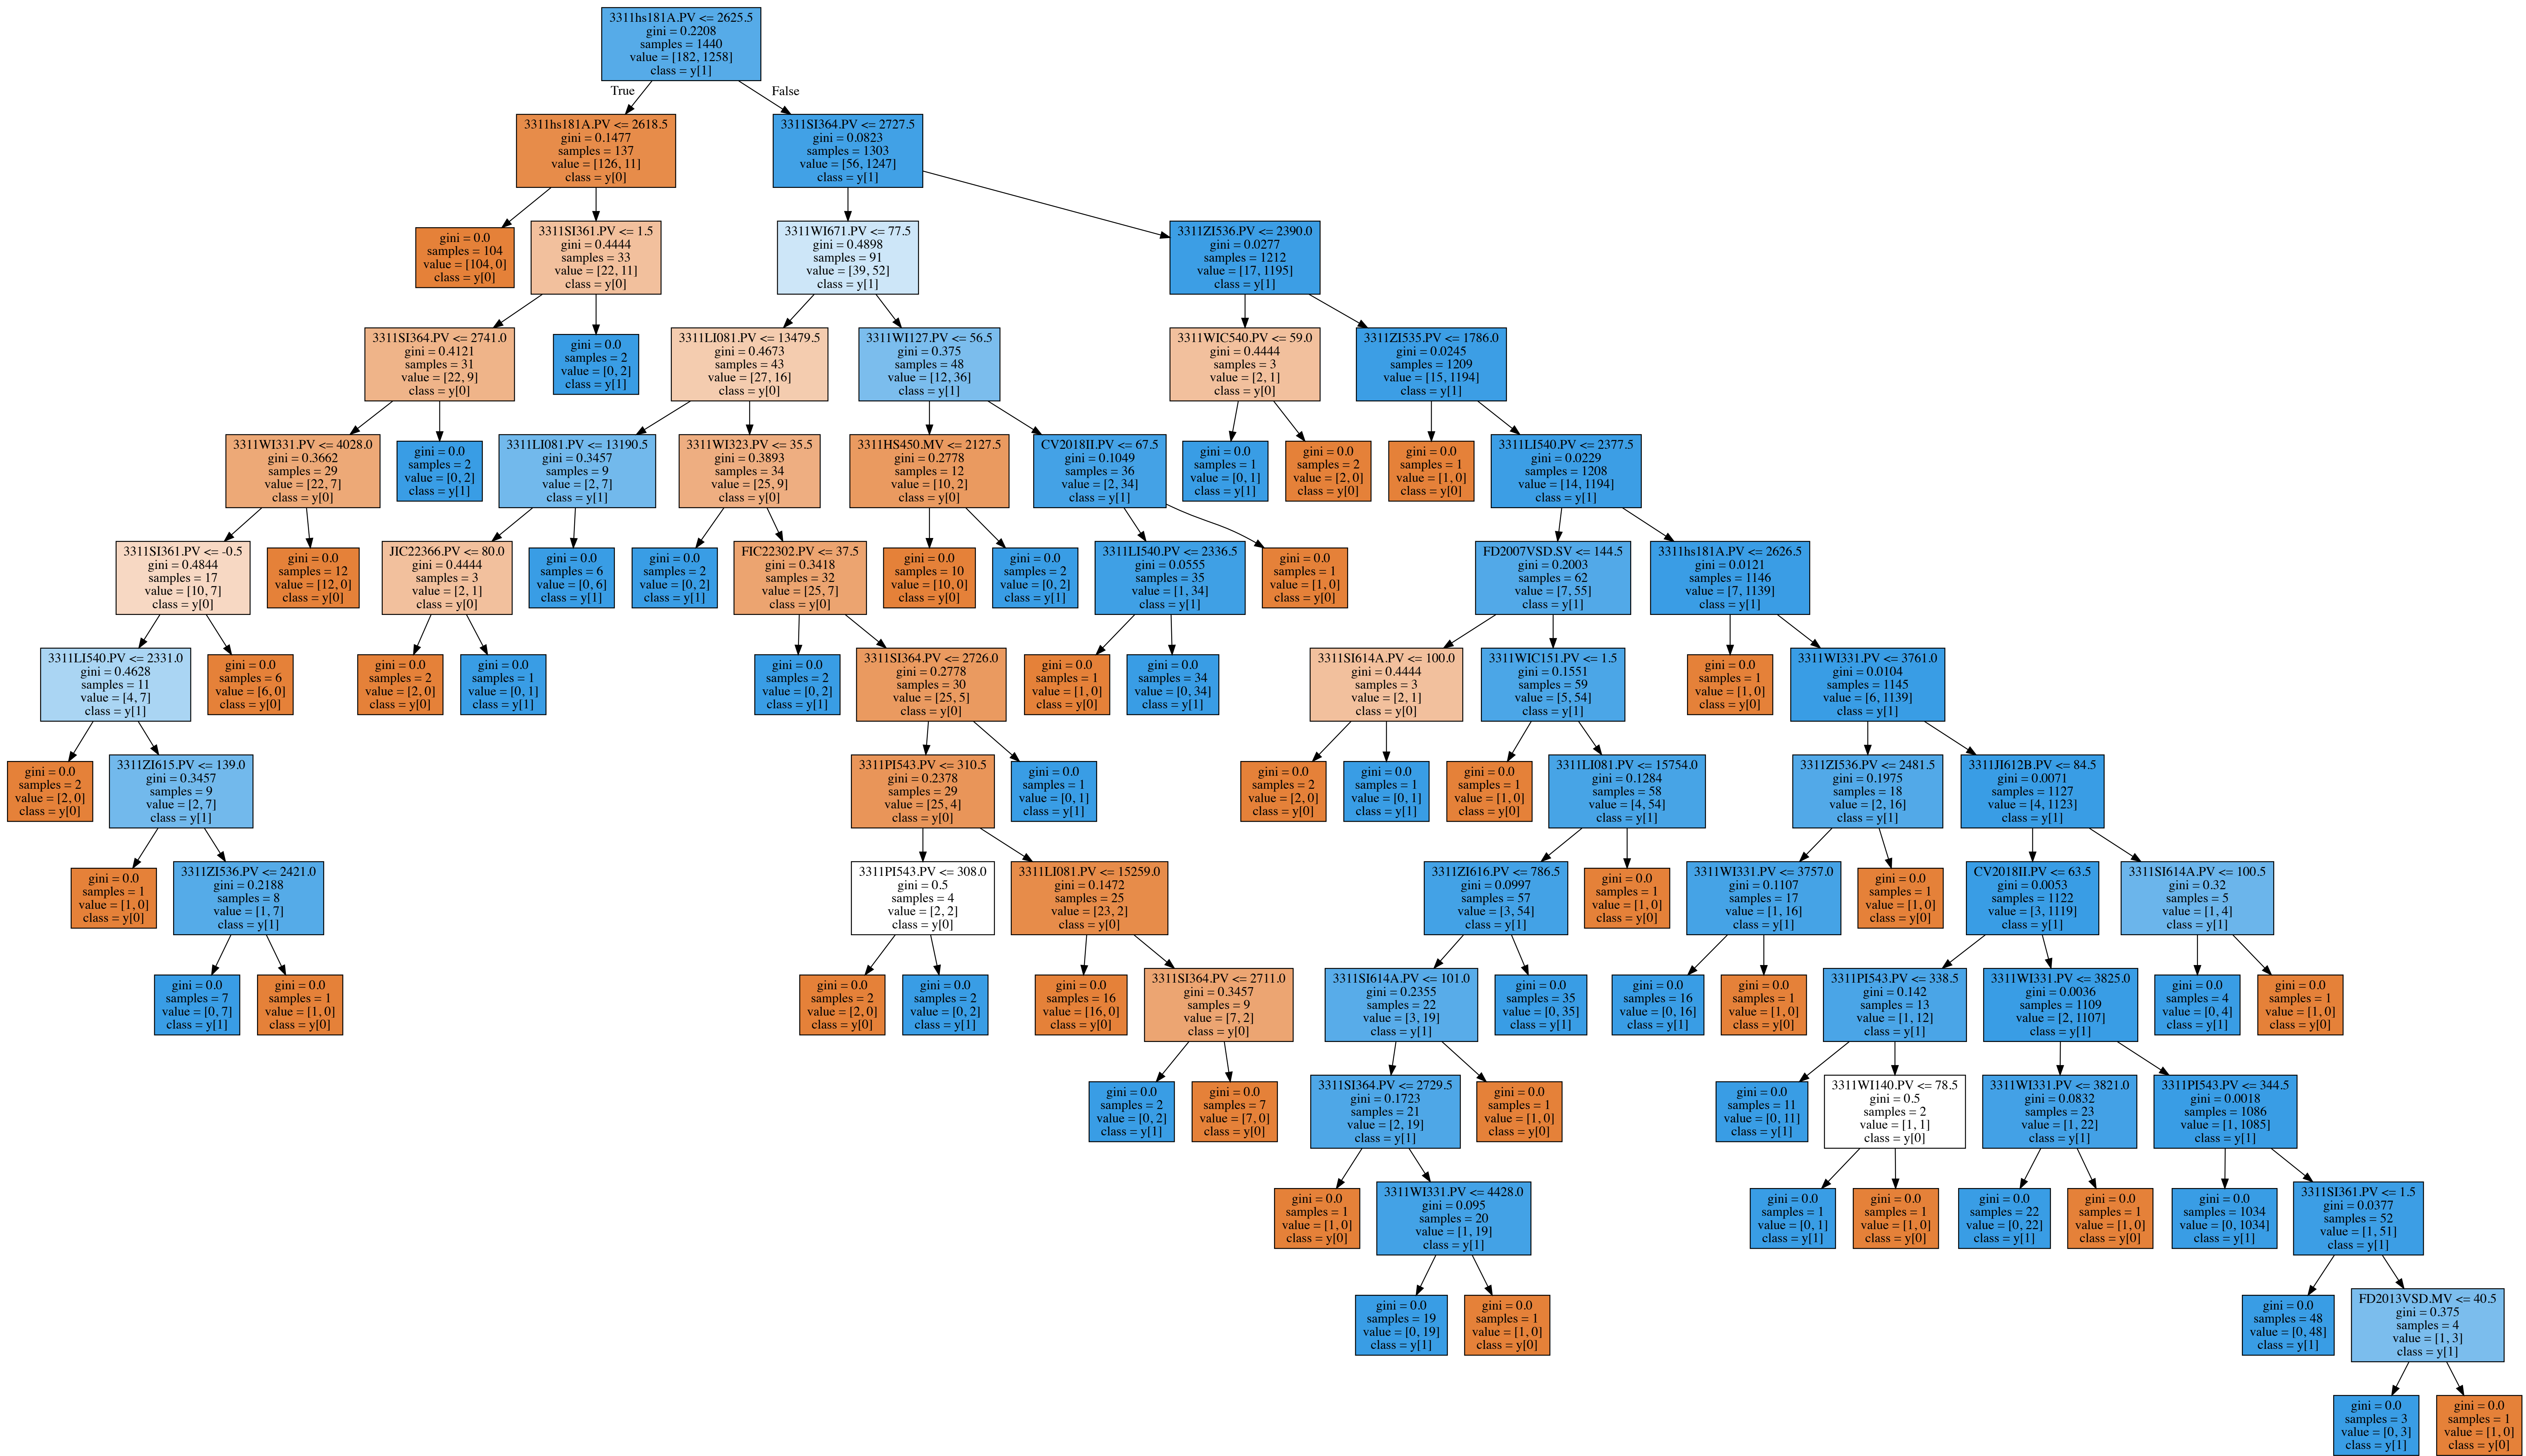 3311hs181A.PV <= 2625.5
gini = 0.2208
samples = 1440
value = [182, 1258]
class = y[1]
True
False
3311hs181A.PV <= 2618.5
gini = 0.1477
samples = 137
value = [126, 11]
class = y[0]
3311SI364.PV <= 2727.5
gini = 0.0823
samples = 1303
value = [56, 1247]
class = y[1]
gini = 0.0
samples = 104
value = [104, 0]
class = y[0]
3311SI361.PV <= 1.5
gini = 0.4444
samples = 33
value = [22, 11]
class = y[0]
3311WI671.PV <= 77.5
gini = 0.4898
samples = 91
value = [39, 52]
class = y[1]
3311ZI536.PV <= 2390.0
gini = 0.0277
samples = 1212
value = [17, 1195]
class = y[1]
3311SI364.PV <= 2741.0
gini = 0.4121
samples = 31
value = [22, 9]
class = y[0]
gini = 0.0
samples = 2
value = [0, 2]
class = y[1]
3311LI081.PV <= 13479.5
gini = 0.4673
samples = 43
value = [27, 16]
class = y[0]
3311WI127.PV <= 56.5
gini = 0.375
samples = 48
value = [12, 36]
class = y[1]
3311WIC540.PV <= 59.0
gini = 0.4444
samples = 3
value = [2, 1]
class = y[0]
3311ZI535.PV <= 1786.0
gini = 0.0245
samples = 1209
value = [15, 1194]
class = y[1]
3311WI331.PV <= 4028.0
gini = 0.3662
samples = 29
value = [22, 7]
class = y[0]
gini = 0.0
samples = 2
value = [0, 2]
class = y[1]
3311LI081.PV <= 13190.5
gini = 0.3457
samples = 9
value = [2, 7]
class = y[1]
3311WI323.PV <= 35.5
gini = 0.3893
samples = 34
value = [25, 9]
class = y[0]
3311HS450.MV <= 2127.5
gini = 0.2778
samples = 12
value = [10, 2]
class = y[0]
CV2018II.PV <= 67.5
gini = 0.1049
samples = 36
value = [2, 34]
class = y[1]
gini = 0.0
samples = 1
value = [0, 1]
class = y[1]
gini = 0.0
samples = 2
value = [2, 0]
class = y[0]
gini = 0.0
samples = 1
value = [1, 0]
class = y[0]
3311LI540.PV <= 2377.5
gini = 0.0229
samples = 1208
value = [14, 1194]
class = y[1]
3311SI361.PV <= -0.5
gini = 0.4844
samples = 17
value = [10, 7]
class = y[0]
gini = 0.0
samples = 12
value = [12, 0]
class = y[0]
JIC22366.PV <= 80.0
gini = 0.4444
samples = 3
value = [2, 1]
class = y[0]
gini = 0.0
samples = 6
value = [0, 6]
class = y[1]
gini = 0.0
samples = 2
value = [0, 2]
class = y[1]
FIC22302.PV <= 37.5
gini = 0.3418
samples = 32
value = [25, 7]
class = y[0]
gini = 0.0
samples = 10
value = [10, 0]
class = y[0]
gini = 0.0
samples = 2
value = [0, 2]
class = y[1]
3311LI540.PV <= 2336.5
gini = 0.0555
samples = 35
value = [1, 34]
class = y[1]
gini = 0.0
samples = 1
value = [1, 0]
class = y[0]
FD2007VSD.SV <= 144.5
gini = 0.2003
samples = 62
value = [7, 55]
class = y[1]
3311hs181A.PV <= 2626.5
gini = 0.0121
samples = 1146
value = [7, 1139]
class = y[1]
3311LI540.PV <= 2331.0
gini = 0.4628
samples = 11
value = [4, 7]
class = y[1]
gini = 0.0
samples = 6
value = [6, 0]
class = y[0]
gini = 0.0
samples = 2
value = [2, 0]
class = y[0]
gini = 0.0
samples = 1
value = [0, 1]
class = y[1]
gini = 0.0
samples = 2
value = [0, 2]
class = y[1]
3311SI364.PV <= 2726.0
gini = 0.2778
samples = 30
value = [25, 5]
class = y[0]
gini = 0.0
samples = 1
value = [1, 0]
class = y[0]
gini = 0.0
samples = 34
value = [0, 34]
class = y[1]
3311SI614A.PV <= 100.0
gini = 0.4444
samples = 3
value = [2, 1]
class = y[0]
3311WIC151.PV <= 1.5
gini = 0.1551
samples = 59
value = [5, 54]
class = y[1]
gini = 0.0
samples = 1
value = [1, 0]
class = y[0]
3311WI331.PV <= 3761.0
gini = 0.0104
samples = 1145
value = [6, 1139]
class = y[1]
gini = 0.0
samples = 2
value = [2, 0]
class = y[0]
3311ZI615.PV <= 139.0
gini = 0.3457
samples = 9
value = [2, 7]
class = y[1]
3311PI543.PV <= 310.5
gini = 0.2378
samples = 29
value = [25, 4]
class = y[0]
gini = 0.0
samples = 1
value = [0, 1]
class = y[1]
gini = 0.0
samples = 2
value = [2, 0]
class = y[0]
gini = 0.0
samples = 1
value = [0, 1]
class = y[1]
gini = 0.0
samples = 1
value = [1, 0]
class = y[0]
3311LI081.PV <= 15754.0
gini = 0.1284
samples = 58
value = [4, 54]
class = y[1]
3311ZI536.PV <= 2481.5
gini = 0.1975
samples = 18
value = [2, 16]
class = y[1]
3311JI612B.PV <= 84.5
gini = 0.0071
samples = 1127
value = [4, 1123]
class = y[1]
gini = 0.0
samples = 1
value = [1, 0]
class = y[0]
3311ZI536.PV <= 2421.0
gini = 0.2188
samples = 8
value = [1, 7]
class = y[1]
3311PI543.PV <= 308.0
gini = 0.5
samples = 4
value = [2, 2]
class = y[0]
3311LI081.PV <= 15259.0
gini = 0.1472
samples = 25
value = [23, 2]
class = y[0]
3311ZI616.PV <= 786.5
gini = 0.0997
samples = 57
value = [3, 54]
class = y[1]
gini = 0.0
samples = 1
value = [1, 0]
class = y[0]
3311WI331.PV <= 3757.0
gini = 0.1107
samples = 17
value = [1, 16]
class = y[1]
gini = 0.0
samples = 1
value = [1, 0]
class = y[0]
CV2018II.PV <= 63.5
gini = 0.0053
samples = 1122
value = [3, 1119]
class = y[1]
3311SI614A.PV <= 100.5
gini = 0.32
samples = 5
value = [1, 4]
class = y[1]
gini = 0.0
samples = 7
value = [0, 7]
class = y[1]
gini = 0.0
samples = 1
value = [1, 0]
class = y[0]
gini = 0.0
samples = 2
value = [2, 0]
class = y[0]
gini = 0.0
samples = 2
value = [0, 2]
class = y[1]
gini = 0.0
samples = 16
value = [16, 0]
class = y[0]
3311SI364.PV <= 2711.0
gini = 0.3457
samples = 9
value = [7, 2]
class = y[0]
3311SI614A.PV <= 101.0
gini = 0.2355
samples = 22
value = [3, 19]
class = y[1]
gini = 0.0
samples = 35
value = [0, 35]
class = y[1]
gini = 0.0
samples = 16
value = [0, 16]
class = y[1]
gini = 0.0
samples = 1
value = [1, 0]
class = y[0]
3311PI543.PV <= 338.5
gini = 0.142
samples = 13
value = [1, 12]
class = y[1]
3311WI331.PV <= 3825.0
gini = 0.0036
samples = 1109
value = [2, 1107]
class = y[1]
gini = 0.0
samples = 4
value = [0, 4]
class = y[1]
gini = 0.0
samples = 1
value = [1, 0]
class = y[0]
gini = 0.0
samples = 2
value = [0, 2]
class = y[1]
gini = 0.0
samples = 7
value = [7, 0]
class = y[0]
3311SI364.PV <= 2729.5
gini = 0.1723
samples = 21
value = [2, 19]
class = y[1]
gini = 0.0
samples = 1
value = [1, 0]
class = y[0]
gini = 0.0
samples = 11
value = [0, 11]
class = y[1]
3311WI140.PV <= 78.5
gini = 0.5
samples = 2
value = [1, 1]
class = y[0]
3311WI331.PV <= 3821.0
gini = 0.0832
samples = 23
value = [1, 22]
class = y[1]
3311PI543.PV <= 344.5
gini = 0.0018
samples = 1086
value = [1, 1085]
class = y[1]
gini = 0.0
samples = 1
value = [1, 0]
class = y[0]
3311WI331.PV <= 4428.0
gini = 0.095
samples = 20
value = [1, 19]
class = y[1]
gini = 0.0
samples = 1
value = [0, 1]
class = y[1]
gini = 0.0
samples = 1
value = [1, 0]
class = y[0]
gini = 0.0
samples = 22
value = [0, 22]
class = y[1]
gini = 0.0
samples = 1
value = [1, 0]
class = y[0]
gini = 0.0
samples = 1034
value = [0, 1034]
class = y[1]
3311SI361.PV <= 1.5
gini = 0.0377
samples = 52
value = [1, 51]
class = y[1]
gini = 0.0
samples = 19
value = [0, 19]
class = y[1]
gini = 0.0
samples = 1
value = [1, 0]
class = y[0]
gini = 0.0
samples = 48
value = [0, 48]
class = y[1]
FD2013VSD.MV <= 40.5
gini = 0.375
samples = 4
value = [1, 3]
class = y[1]
gini = 0.0
samples = 3
value = [0, 3]
class = y[1]
gini = 0.0
samples = 1
value = [1, 0]
class = y[0]